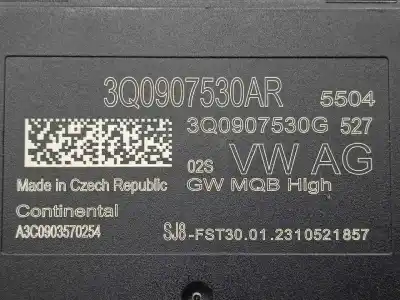 3Q0907530AR 5504
3Q0907530G 527
02S VW AG
Made in Czech Republic GW MQB High
Continental
A3C0903570254 SJ8-FST30.01.2310521857